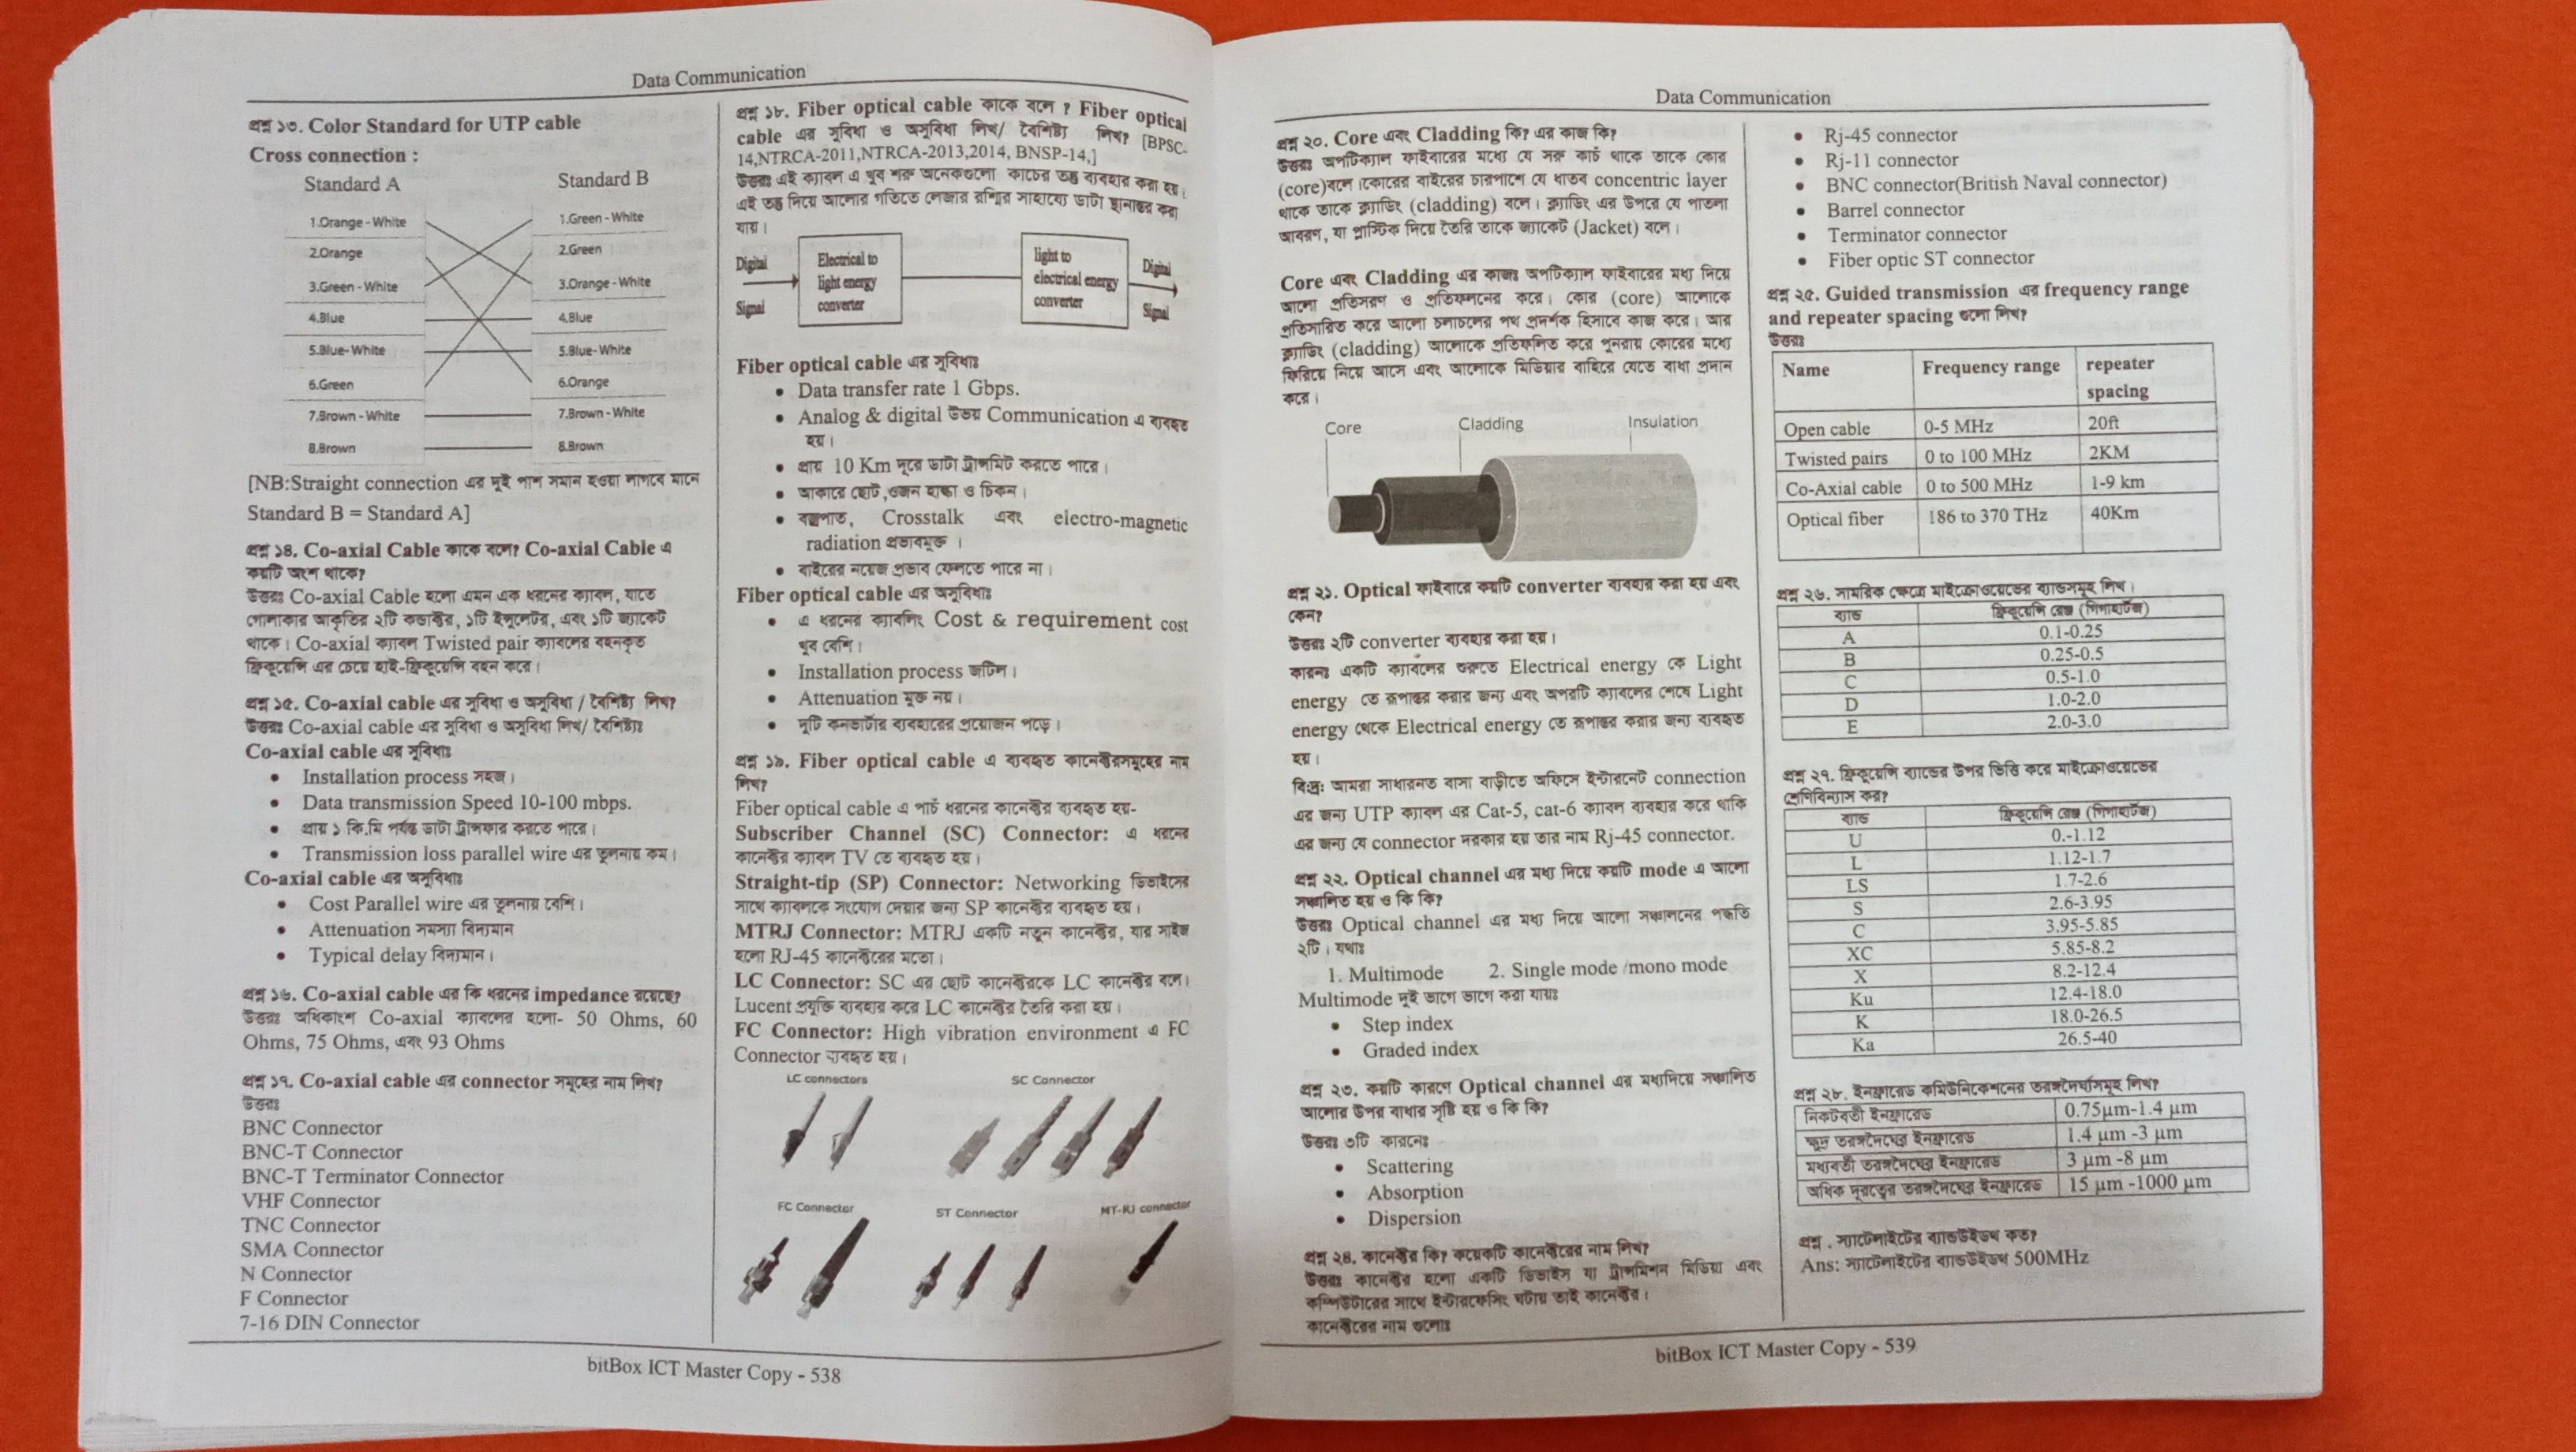 Data Communication
প্রশ্ন ১৩. Color Standard for UTP cable
Cross connection :
Standard A
Standard B
1.Orange - White
1.Green - White
2.Orange
2.Green
3.Green - White
3.Orange - White
4.Blue
4.Blue
5.Blue- White
5.Blue- White
6.Green
6.Orange
7.Brown - White
7.Brown - White
8.Brown
8.Brown
[NB:Straight connection এর দুই পাশ সমান হওয়া লাগবে মানে
Standard B = Standard A]
প্রশ্ন ১৪. Co-axial Cable কাকে বলে? Co-axial Cable এ
কয়টি অংশ থাকে?
উত্তরঃ Co-axial Cable হলো এমন এক ধরনের ক্যাবল, যাতে
গোলাকার আকৃতির ২টি কন্ডাক্টর, ১টি ইন্সুলেটর, এবং ১টি জ্যাকেট
থাকে। Co-axial ক্যাবল Twisted pair ক্যাবলের বহনকৃত
ফ্রিকুয়েন্সি এর চেয়ে হাই-ফ্রিকুয়েন্সি বহন করে।
প্রশ্ন ১৫. Co-axial cable এর সুবিধা ও অসুবিধা / বৈশিষ্ট্য লিখ?
উত্তরঃ Co-axial cable এর সুবিধা ও অসুবিধা লিখ/ বৈশিষ্ট্যঃ
Co-axial cable এর সুবিধাঃ
• Installation process সহজ।
• Data transmission Speed 10-100 mbps.
• প্রায় ১ কি.মি পর্যন্ত ডাটা ট্রান্সফার করতে পারে।
• Transmission loss parallel wire এর তুলনায় কম।
Co-axial cable এর অসুবিধাঃ
• Cost Parallel wire এর তুলনায় বেশি।
• Attenuation সমস্যা বিদ্যমান
• Typical delay বিদ্যমান।
প্রশ্ন ১৬. Co-axial cable এর কি ধরনের impedance রয়েছে?
উত্তরঃ অধিকাংশ Co-axial ক্যাবলের হলো- 50 Ohms, 60
Ohms, 75 Ohms, এবং 93 Ohms
প্রশ্ন ১৭. Co-axial cable এর connector সমূহের নাম লিখ?
উত্তরঃ
BNC Connector
BNC-T Connector
BNC-T Terminator Connector
VHF Connector
TNC Connector
SMA Connector
N Connector
F Connector
7-16 DIN Connector
প্রশ্ন ১৮. Fiber optical cable কাকে বলে ? Fiber optical
cable এর সুবিধা ও অসুবিধা লিখ/ বৈশিষ্ট্য লিখ? [BPSC-
14,NTRCA-2011,NTRCA-2013,2014, BNSP-14,]
উত্তরঃ এই ক্যাবল এ খুব শরু অনেকগুলো কাচের তন্তু ব্যবহার করা হয়।
এই তন্তু দিয়ে আলোর গতিতে লেজার রশ্মির সাহায্যে ডাটা স্থানান্তর করা
যায়।
Digital
Signal
Electrical to
light energy
converter
light to
electrical energy
converter
Digital
Signal
Fiber optical cable এর সুবিধাঃ
• Data transfer rate 1 Gbps.
• Analog & digital উভয় Communication এ ব্যবহৃত
হয়।
• প্রায় 10 Km দূরে ডাটা ট্রান্সমিট করতে পারে।
• আকারে ছোট ,ওজন হাল্কা ও চিকন।
• বজ্রপাত, Crosstalk এবং electro-magnetic
radiation প্রভাবমুক্ত ।
• বাইরের নয়েজ প্রভাব ফেলতে পারে না।
Fiber optical cable এর অসুবিধাঃ
• এ ধরনের ক্যাবলিং Cost & requirement cost
খুব বেশি।
• Installation process জটিল।
• Attenuation মুক্ত নয়।
• দুটি কনভার্টার ব্যবহারের প্রয়োজন পড়ে।
প্রশ্ন ১৯. Fiber optical cable এ ব্যবহৃত কানেক্টরসমূহের নাম
লিখ?
Fiber optical cable এ পাচঁ ধরনের কানেক্টর ব্যবহৃত হয়-
Subscriber Channel (SC) Connector: এ ধরনের
কানেক্টর ক্যাবল TV তে ব্যবহৃত হয়।
Straight-tip (SP) Connector: Networking ডিভাইসের
সাথে ক্যাবলকে সংযোগ দেয়ার জন্য SP কানেক্টর ব্যবহৃত হয়।
MTRJ Connector: MTRJ একটি নতুন কানেক্টর, যার সাইজ
হলো RJ-45 কানেক্টরের মতো।
LC Connector: SC এর ছোট কানেক্টরকে LC কানেক্টর বলে।
Lucent প্রযুক্তি ব্যবহার করে LC কানেক্টর তৈরি করা হয়।
FC Connector: High vibration environment এ FC
Connector ব্যবহৃত হয়।
LC connectors
SC Connector
FC Connector
ST Connector
MT-RJ connector
bitBox ICT Master Copy - 538
Data Communication
প্রশ্ন ২০. Core এবং Cladding কি? এর কাজ কি?
উত্তরঃ অপটিক্যাল ফাইবারের মধ্যে যে সরু কাচঁ থাকে তাকে কোর
(core)বলে।কোরের বাইরের চারপাশে যে ধাতব concentric layer
থাকে তাকে ক্ল্যাডিং (cladding) বলে। ক্ল্যাডিং এর উপরে যে পাতলা
আবরণ, যা প্লাস্টিক দিয়ে তৈরি তাকে জ্যাকেট (Jacket) বলে।
Core এবং Cladding এর কাজঃ অপটিক্যাল ফাইবারের মধ্য দিয়ে
আলো প্রতিসরণ ও প্রতিফলনের করে। কোর (core) আলোকে
প্রতিসারিত করে আলো চলাচলের পথ প্রদর্শক হিসাবে কাজ করে। আর
ক্ল্যাডিং (cladding) আলোকে প্রতিফলিত করে পুনরায় কোরের মধ্যে
ফিরিয়ে নিয়ে আসে এবং আলোকে মিডিয়ার বাহিরে যেতে বাধা প্রদান
করে।
Core
Cladding
Insulation
প্রশ্ন ২১. Optical ফাইবারে কয়টি converter ব্যবহার করা হয় এবং
কেন?
উত্তরঃ ২টি converter ব্যবহার করা হয়।
কারনঃ একটি ক্যাবলের শুরুতে Electrical energy কে Light
energy তে রূপান্তর করার জন্য এবং অপরটি ক্যাবলের শেষে Light
energy থেকে Electrical energy তে রূপান্তর করার জন্য ব্যবহৃত
হয়।
বিঃদ্রঃ আমরা সাধারনত বাসা বাড়ীতে অফিসে ইন্টারনেট connection
এর জন্য UTP ক্যাবল এর Cat-5, cat-6 ক্যাবল ব্যবহার করে থাকি
এর জন্য যে connector দরকার হয় তার নাম Rj-45 connector.
প্রশ্ন ২২. Optical channel এর মধ্য দিয়ে কয়টি mode এ আলো
সঞ্চালিত হয় ও কি কি?
উত্তরঃ Optical channel এর মধ্য দিয়ে আলো সঞ্চালনের পদ্ধতি
২টি। যথাঃ
1. Multimode 2. Single mode /mono mode
Multimode দুই ভাগে ভাগে করা যায়ঃ
• Step index
• Graded index
প্রশ্ন ২৩. কয়টি কারণে Optical channel এর মধ্যদিয়ে সঞ্চালিত
আলোর উপর বাধার সৃষ্টি হয় ও কি কি?
উত্তরঃ ৩টি কারনেঃ
• Scattering
• Absorption
• Dispersion
প্রশ্ন ২৪. কানেক্টর কি? কয়েকটি কানেক্টরের নাম লিখ?
উত্তরঃ কানেক্টর হলো একটি ডিভাইস যা ট্রান্সমিশন মিডিয়া এবং
কম্পিউটারের সাথে ইন্টারফেসিং ঘটায় তাই কানেক্টর।
কানেক্টরের নাম গুলোঃ
• Rj-45 connector
• Rj-11 connector
• BNC connector(British Naval connector)
• Barrel connector
• Terminator connector
• Fiber optic ST connector
প্রশ্ন ২৫. Guided transmission এর frequency range
and repeater spacing গুলো লিখ?
উত্তরঃ
Name Frequency range repeater
spacing
Open cable 0-5 MHz 20ft
Twisted pairs 0 to 100 MHz 2KM
Co-Axial cable 0 to 500 MHz 1-9 km
Optical fiber 186 to 370 THz 40Km
প্রশ্ন ২৬. সামরিক ক্ষেত্রে মাইক্রোওয়েভের ব্যান্ডসমূহ লিখ।
ব্যান্ড ফ্রিকুয়েন্সি রেঞ্জ (গিগাহার্টজ)
A 0.1-0.25
B 0.25-0.5
C 0.5-1.0
D 1.0-2.0
E 2.0-3.0
প্রশ্ন ২৭. ফ্রিকুয়েন্সি ব্যান্ডের উপর ভিত্তি করে মাইক্রোওয়েভের
শ্রেণিবিন্যাস কর?
ব্যান্ড ফ্রিকুয়েন্সি রেঞ্জ (গিগাহার্টজ)
U 0.-1.12
L 1.12-1.7
LS 1.7-2.6
S 2.6-3.95
C 3.95-5.85
XC 5.85-8.2
X 8.2-12.4
Ku 12.4-18.0
K 18.0-26.5
Ka 26.5-40
প্রশ্ন ২৮. ইনফ্রারেড কমিউনিকেশনের তরঙ্গদৈর্ঘ্যসমূহ লিখ?
নিকটবর্তী ইনফ্রারেড 0.75μm-1.4 μm
ক্ষুদ্র তরঙ্গদৈর্ঘ্যের ইনফ্রারেড 1.4 μm -3 μm
মধ্যবর্তী তরঙ্গদৈর্ঘ্যের ইনফ্রারেড 3 μm -8 μm
অধিক দূরত্বের তরঙ্গদৈর্ঘ্যের ইনফ্রারেড 15 μm -1000 μm
প্রশ্ন . স্যাটেলাইটের ব্যান্ডউইডথ কত?
Ans: স্যাটেলাইটের ব্যান্ডউইডথ 500MHz
bitBox ICT Master Copy - 539